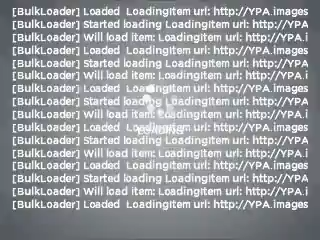 [BulkLoader] Loaded LoadingItem url: http://YPA.images
[BulkLoader] Started loading LoadingItem url: http://YPA
[BulkLoader] Will load item: LoadingItem url: http://YPA.i
[BulkLoader] Loaded LoadingItem url: http://YPA.images
[BulkLoader] Started loading LoadingItem url: http://YPA
[BulkLoader] Will load item: LoadingItem url: http://YPA.i
[BulkLoader] Loaded LoadingItem url: http://YPA.images
[BulkLoader] Started loading LoadingItem url: http://YPA
[BulkLoader] Will load item: LoadingItem url: http://YPA.i
[BulkLoader] Loaded LoadingItem url: http://YPA.images
[BulkLoader] Started loading LoadingItem url: http://YPA
[BulkLoader] Will load item: LoadingItem url: http://YPA.i
[BulkLoader] Loaded LoadingItem url: http://YPA.images
[BulkLoader] Started loading LoadingItem url: http://YPA
[BulkLoader] Will load item: LoadingItem url: http://YPA.i
[BulkLoader] Loaded LoadingItem url: http://YPA.images